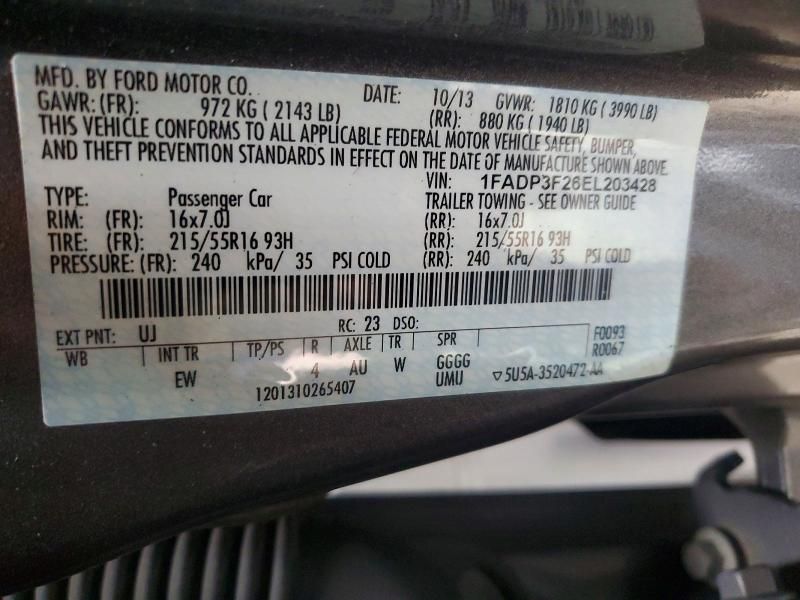 MFD. BY FORD MOTOR CO. DATE: 10/13 GVWR: 1810 KG ( 3990 LB)
GAWR: (FR): 972 KG ( 2143 LB) (RR): 880 KG ( 1940 LB)
THIS VEHICLE CONFORMS TO ALL APPLICABLE FEDERAL MOTOR VEHICLE SAFETY, BUMPER,
AND THEFT PREVENTION STANDARDS IN EFFECT ON THE DATE OF MANUFACTURE SHOWN ABOVE.
VIN: 1FADP3F26EL203428
TYPE: Passenger Car TRAILER TOWING - SEE OWNER GUIDE
RIM: (FR): 16x7.0J (RR): 16x7.0J
TIRE: (FR): 215/55R16 93H (RR): 215/55R16 93H
PRESSURE: (FR): 240 kPa/ 35 PSI COLD (RR): 240 kPa/ 35 PSI COLD
EXT PNT: UJ RC: 23 DSO: F0093
WB INT TR TP/PS R AXLE TR SPR R0067
EW 4 AU W GGGG
UMU ▽5U5A-3520472-AA
1201310265407